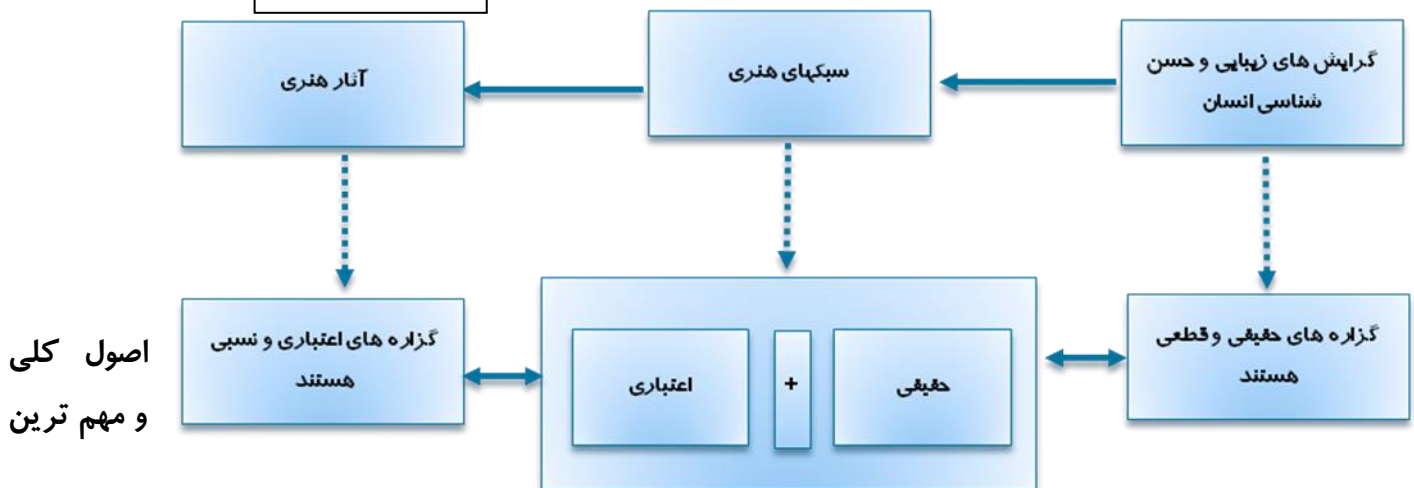 گرایش های زیبایی و حسن
شناسی انسان
سبکهای هنری
آثار هنری
گزاره های حقیقی و قطعی
هستند
حقیقی
+
اعتباری
گزاره های اعتباری و نسبی
هستند
اصول کلی
و مهم ترین